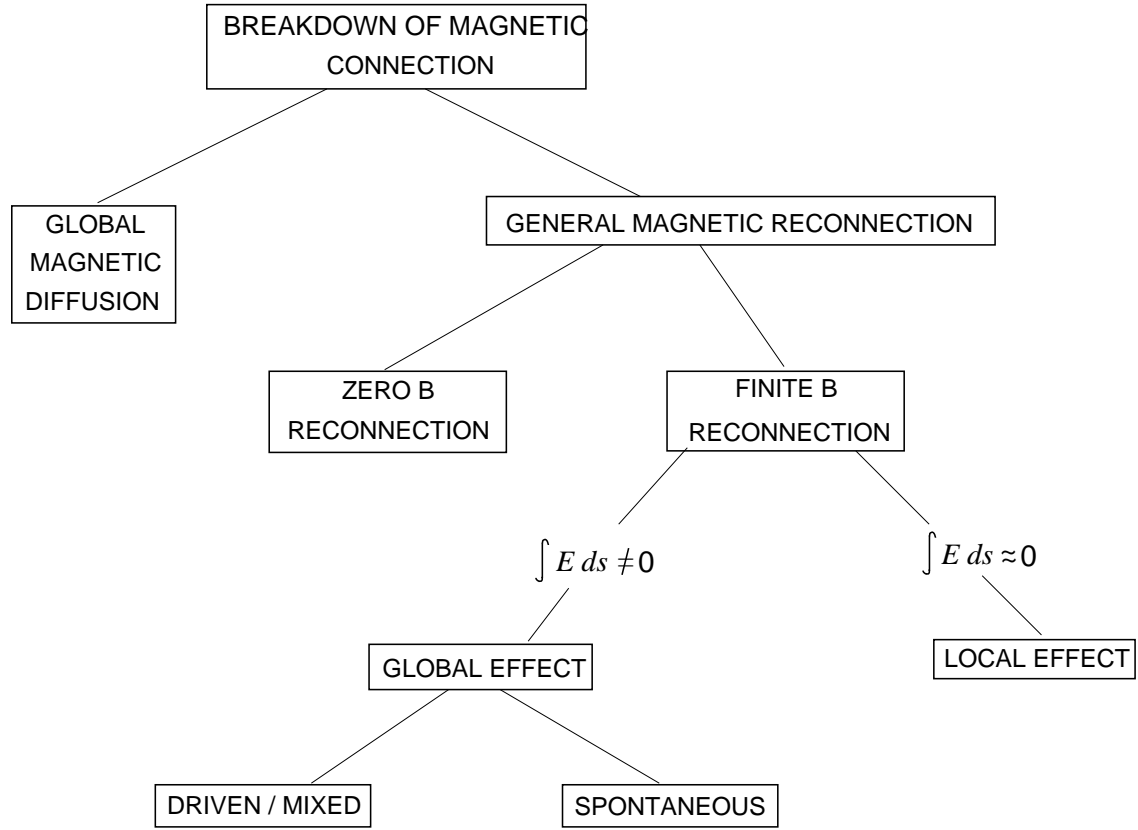 BREAKDOWN OF MAGNETIC
CONNECTION
GLOBAL
MAGNETIC
DIFFUSION
GENERAL MAGNETIC RECONNECTION
ZERO B
RECONNECTION
FINITE B
RECONNECTION
∫ E ds ≠ 0
∫ E ds ≈ 0
GLOBAL EFFECT
LOCAL EFFECT
DRIVEN / MIXED
SPONTANEOUS